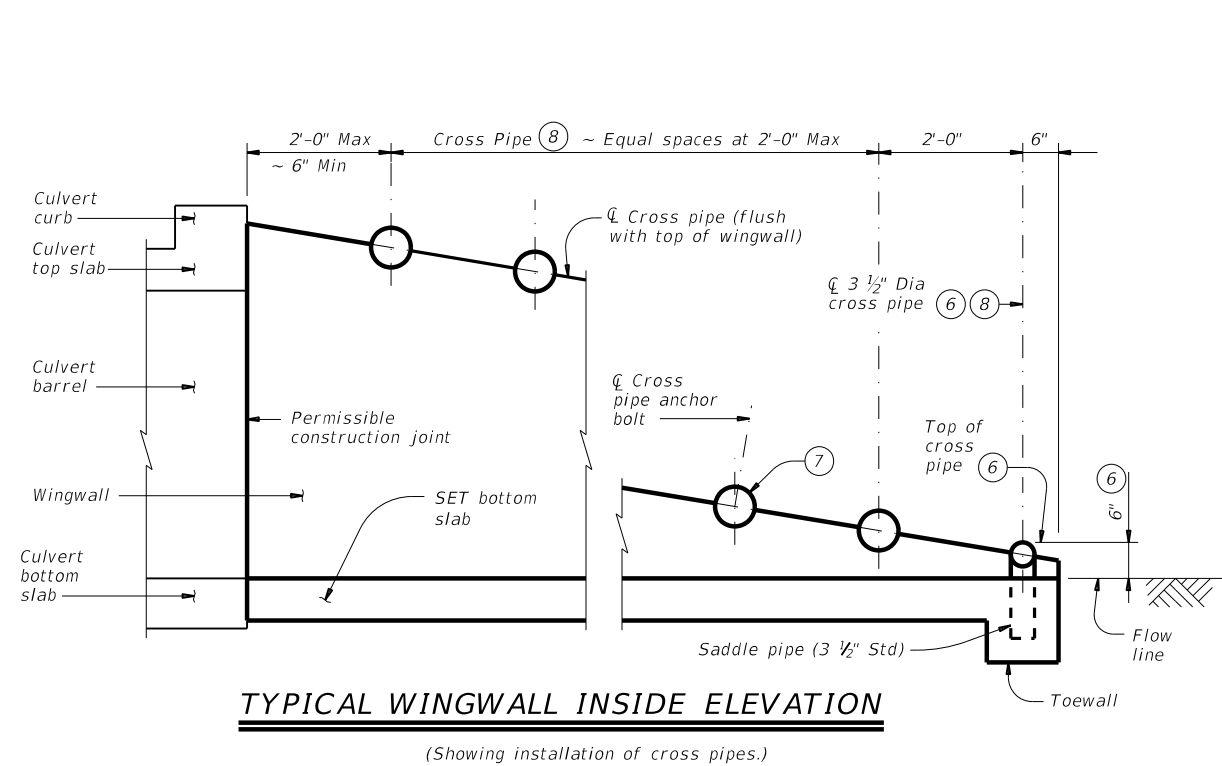 2'-0" Max
~ 6" Min
Cross Pipe 8 ~ Equal spaces at 2'-0" Max
2'-0"
6"
Culvert
curb
Culvert
top slab
℄ Cross pipe (flush
with top of wingwall)
℄ 3 ½" Dia
cross pipe 6 8
Culvert
barrel
℄ Cross
pipe anchor
bolt
Permissible
construction joint
Top of
cross
pipe 6
7
6
6"
Wingwall
SET bottom
slab
Culvert
bottom
slab
Saddle pipe (3 ½" Std)
Flow
line
Toewall
TYPICAL WINGWALL INSIDE ELEVATION
(Showing installation of cross pipes.)